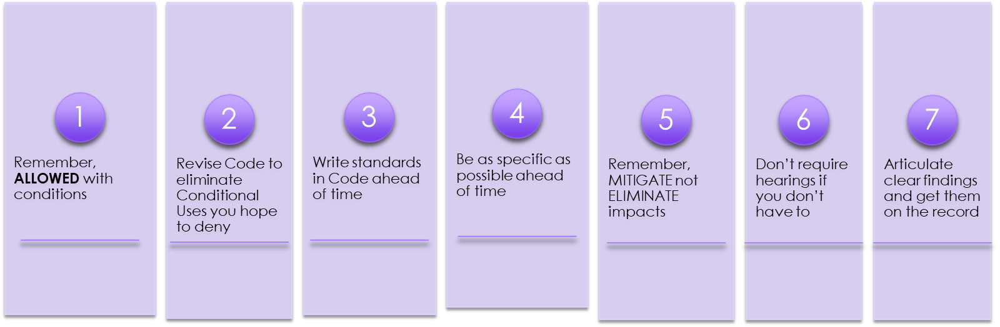 1
Remember,
ALLOWED with
conditions
2
Revise Code to
eliminate
Conditional
Uses you hope
to deny
3
Write standards
in Code ahead
of time
4
Be as specific as
possible ahead
of time
5
Remember,
MITIGATE not
ELIMINATE
impacts
6
Don’t require
hearings if
you don’t
have to
7
Articulate
clear findings
and get them
on the record